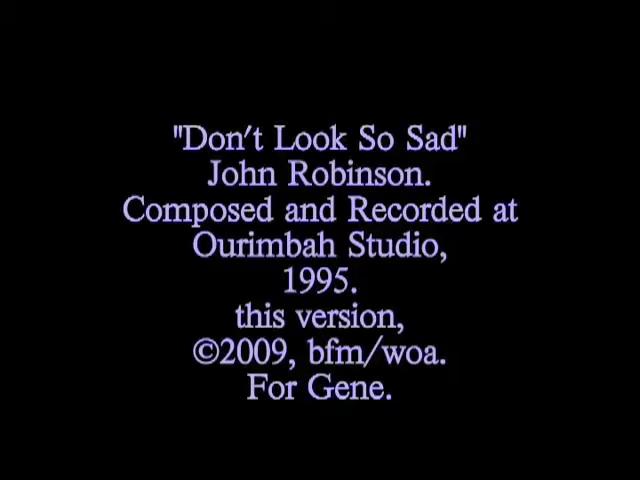 "Don't Look So Sad"
John Robinson.
Composed and Recorded at
Ourimbah Studio,
1995.
this version,
©2009, bfm/woa.
For Gene.